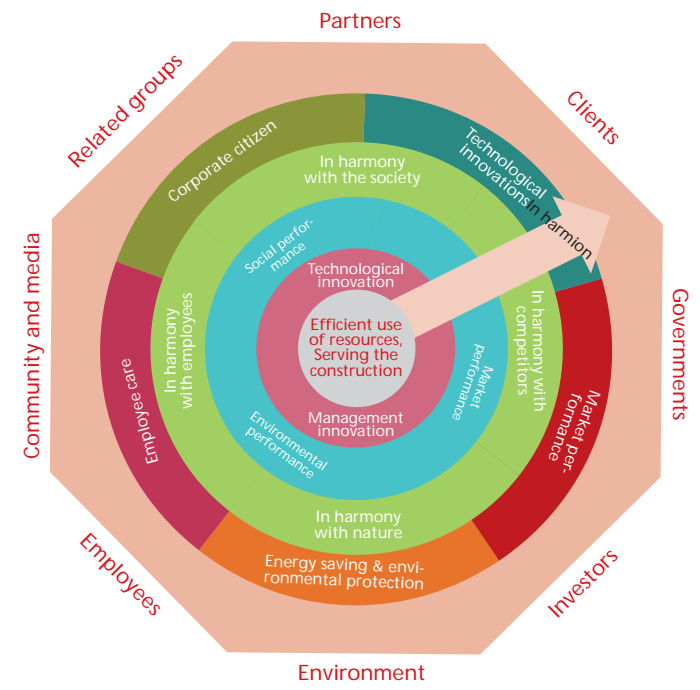 Partners
Related groups
Clients
Community and media
Governments
Employees
Investors
Environment
Corporate citizen
Technological
innovations
In harmion
Employee care
Market per-
formance
Energy saving & envi-
ronmental protection
In harmony
with the society
In harmony
with employees
In harmony with
competitors
In harmony
with nature
Social perfor-
mance
Market
performance
Environmental
performance
Technological
innovation
Efficient use
of resources,
Serving the
construction
Management
innovation